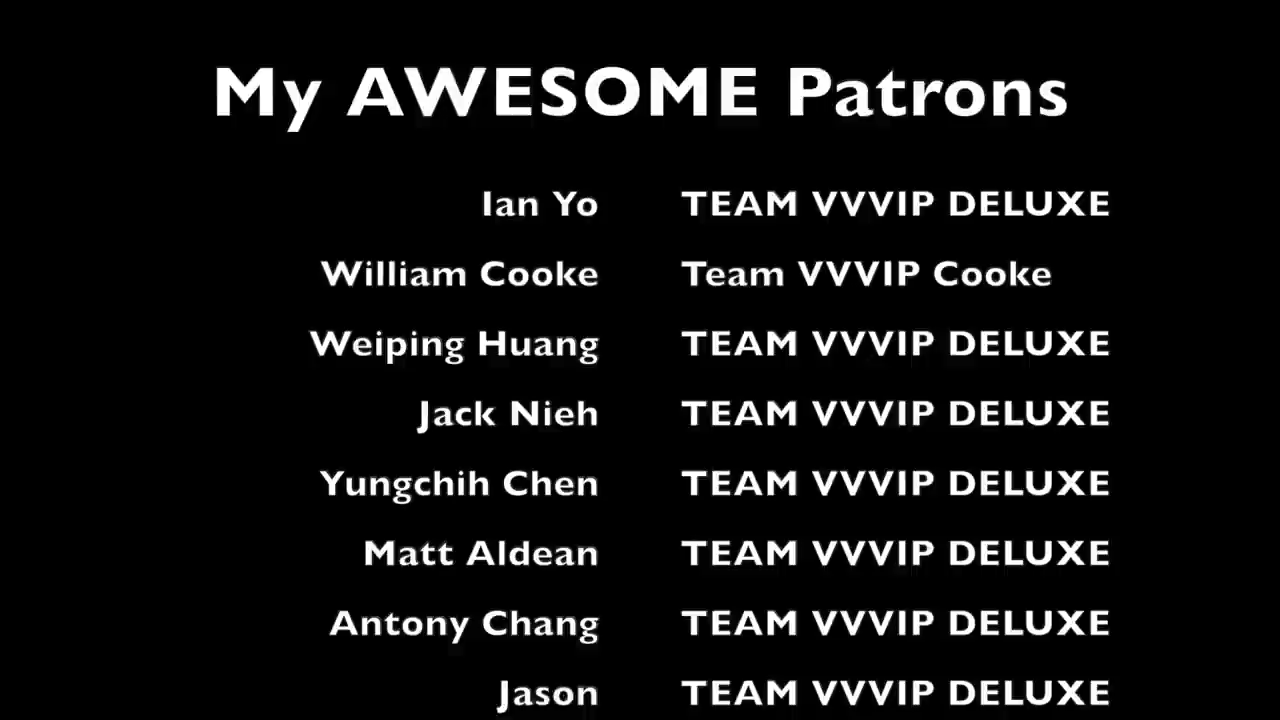 My AWESOME Patrons
Ian Yo TEAM VVVIP DELUXE
William Cooke Team VVVIP Cooke
Weiping Huang TEAM VVVIP DELUXE
Jack Nieh TEAM VVVIP DELUXE
Yungchih Chen TEAM VVVIP DELUXE
Matt Aldean TEAM VVVIP DELUXE
Antony Chang TEAM VVVIP DELUXE
Jason TEAM VVVIP DELUXE